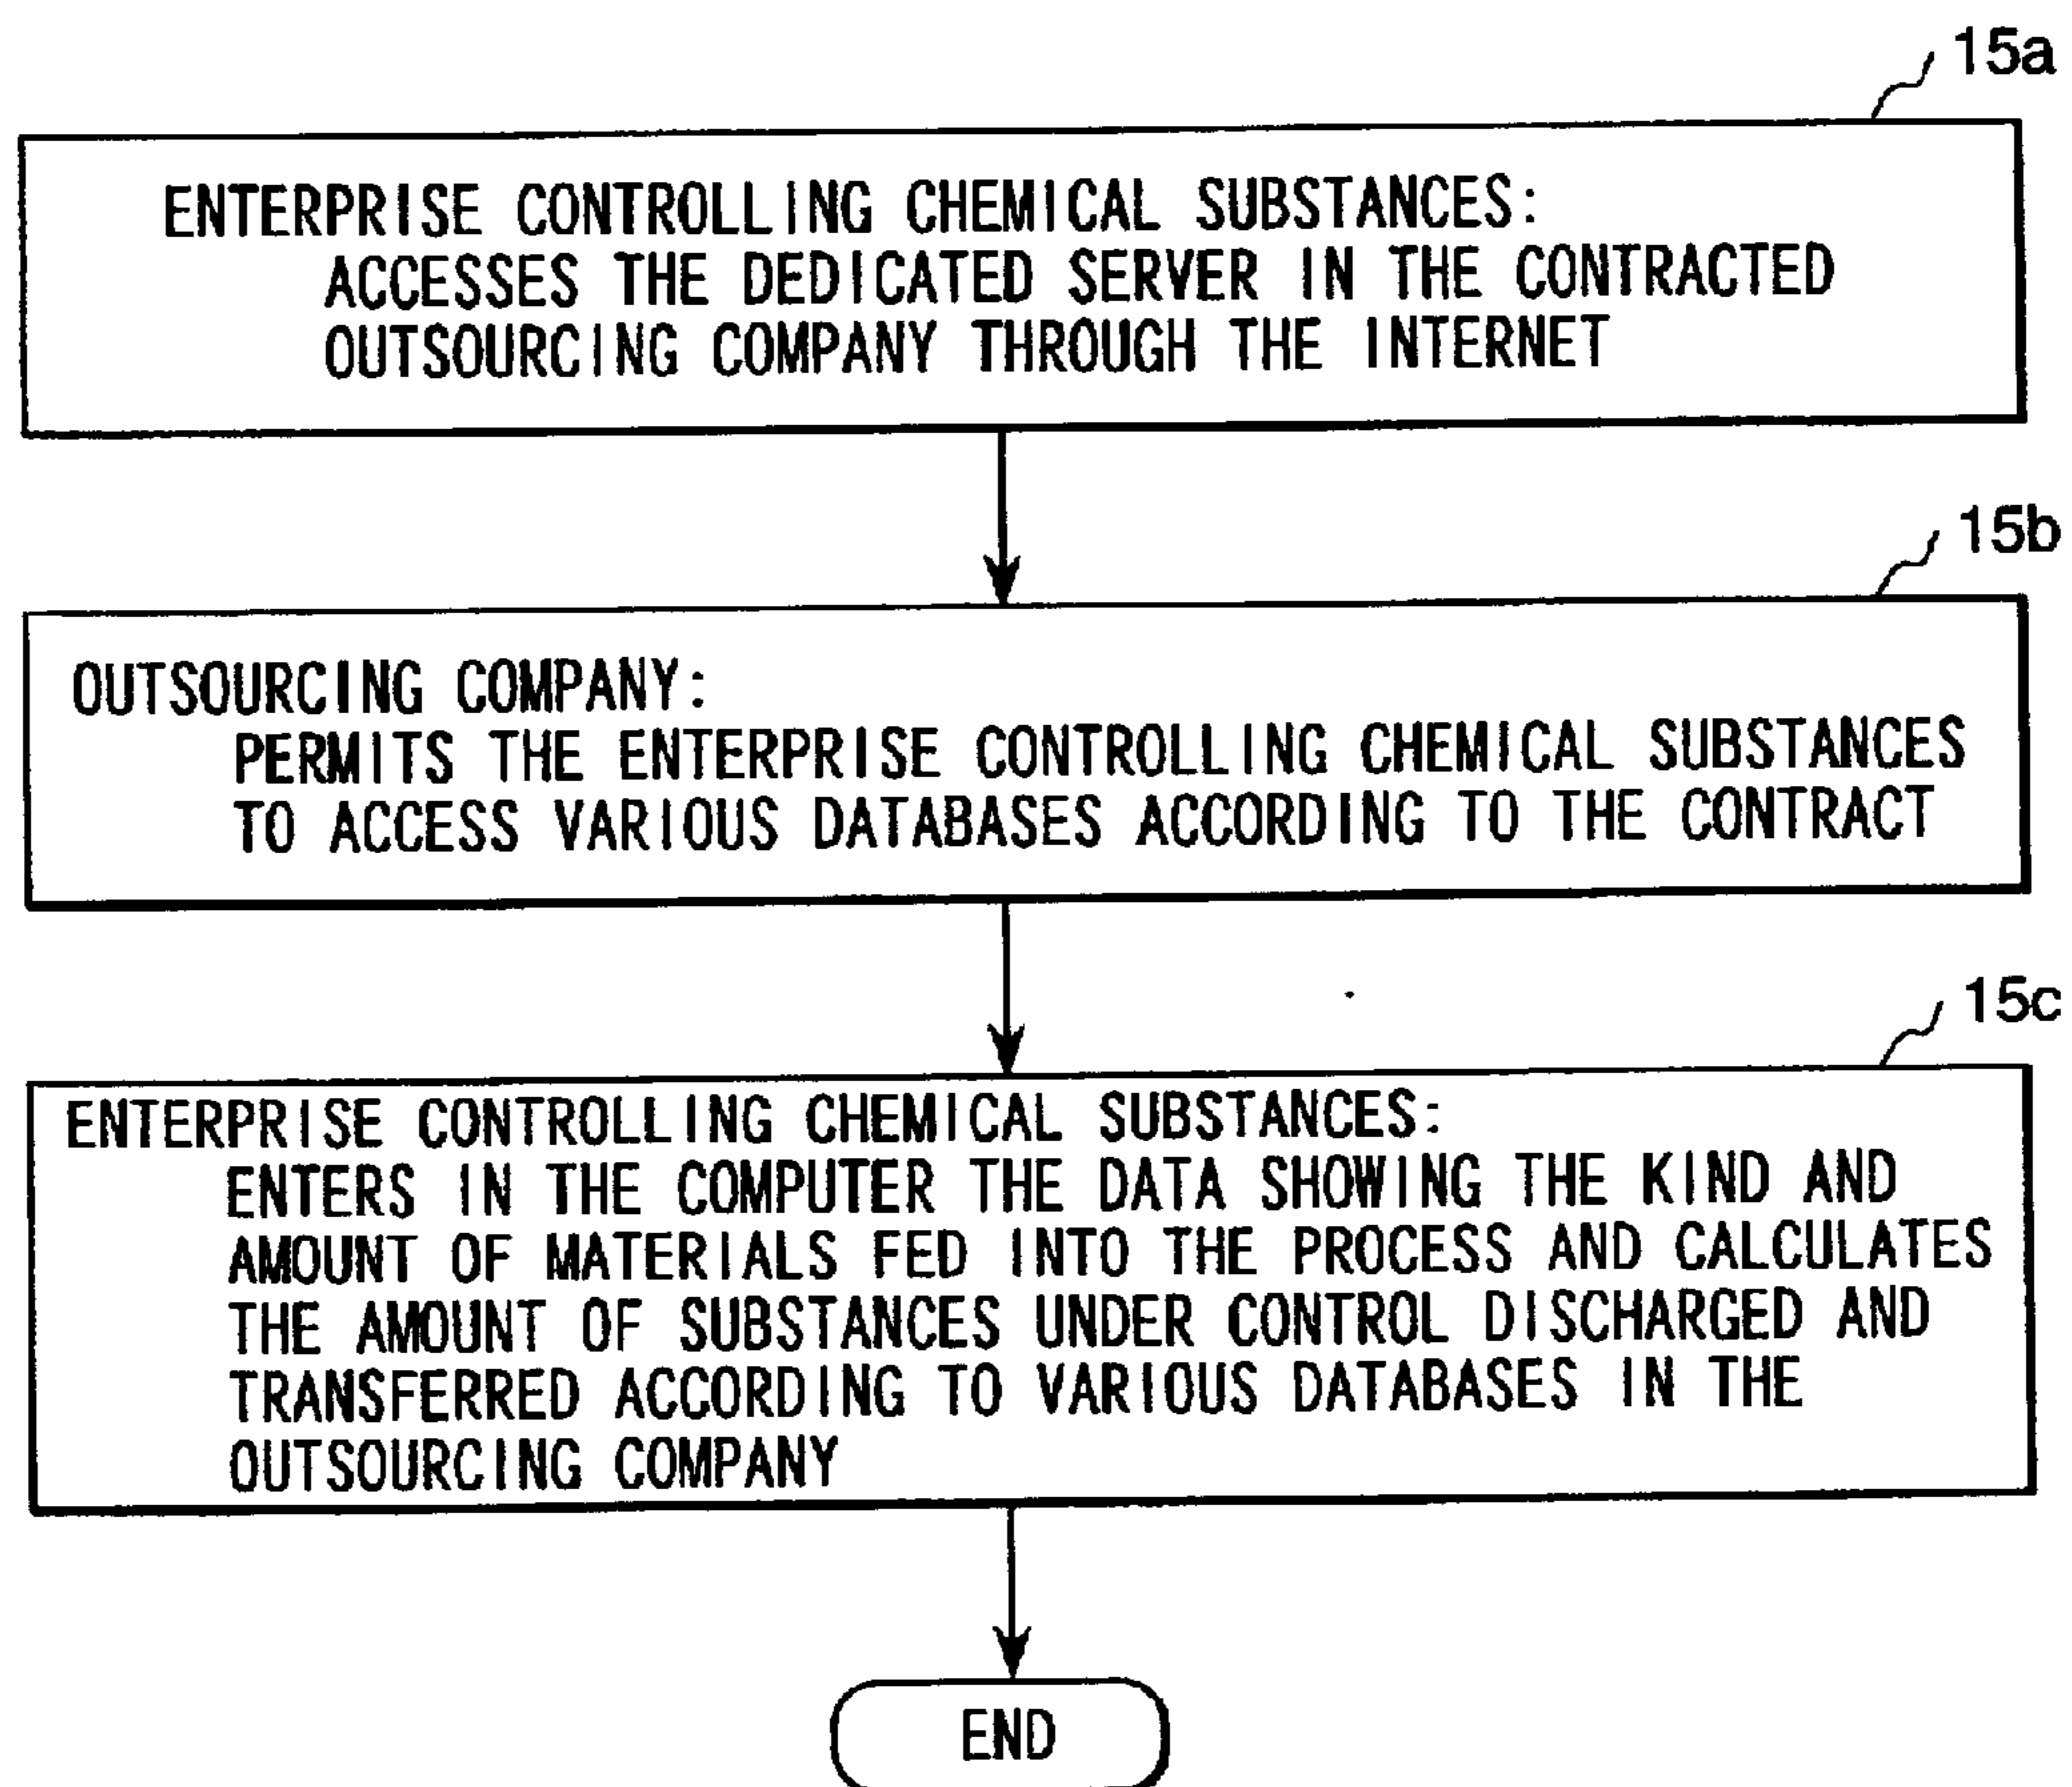 15a
ENTERPRISE CONTROLLING CHEMICAL SUBSTANCES:
ACCESSES THE DEDICATED SERVER IN THE CONTRACTED
OUTSOURCING COMPANY THROUGH THE INTERNET
15b
OUTSOURCING COMPANY:
PERMITS THE ENTERPRISE CONTROLLING CHEMICAL SUBSTANCES
TO ACCESS VARIOUS DATABASES ACCORDING TO THE CONTRACT
15c
ENTERPRISE CONTROLLING CHEMICAL SUBSTANCES:
ENTERS IN THE COMPUTER THE DATA SHOWING THE KIND AND
AMOUNT OF MATERIALS FED INTO THE PROCESS AND CALCULATES
THE AMOUNT OF SUBSTANCES UNDER CONTROL DISCHARGED AND
TRANSFERRED ACCORDING TO VARIOUS DATABASES IN THE
OUTSOURCING COMPANY
END